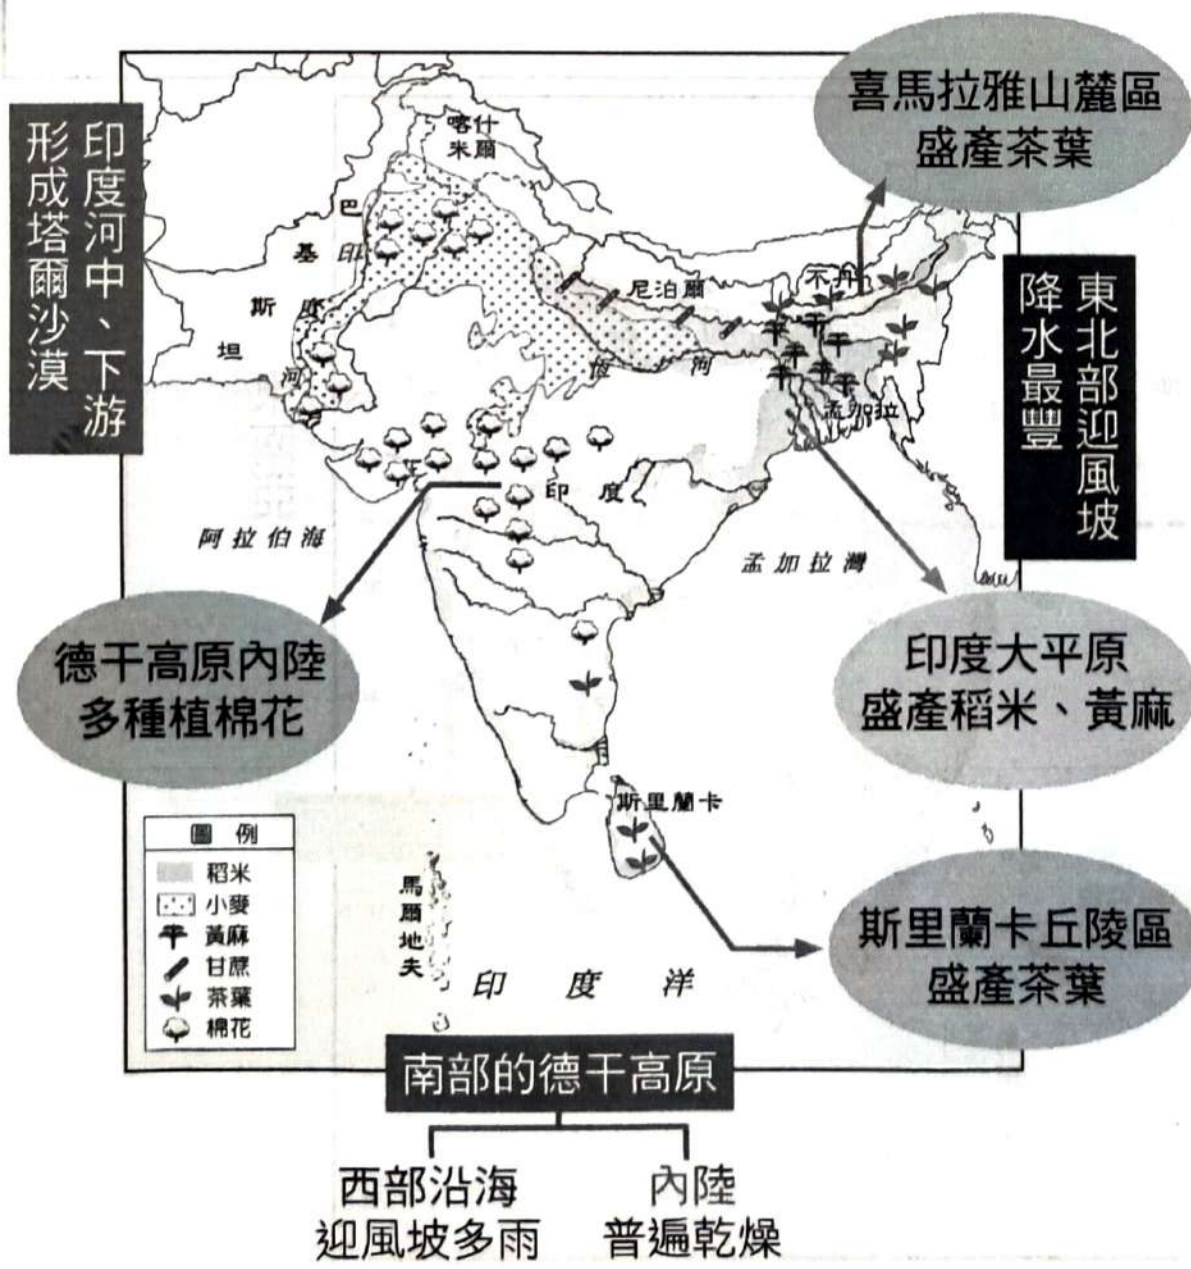 喜馬拉雅山麓區
盛產茶葉
印度河中、下游
形成塔爾沙漠
東北部迎風坡
降水最豐
喀什
米爾
巴
基
斯
坦
印
度
河
尼泊爾
不丹
恆河
孟加拉
印度
阿拉伯海
孟加拉灣
德干高原內陸
多種植棉花
印度大平原
盛產稻米、黃麻
斯里蘭卡
斯里蘭卡丘陵區
盛產茶葉
馬
爾
地
夫
印度洋
圖例
稻米
小麥
黃麻
甘蔗
茶葉
棉花
南部的德干高原
西部沿海
迎風坡多雨
內陸
普遍乾燥